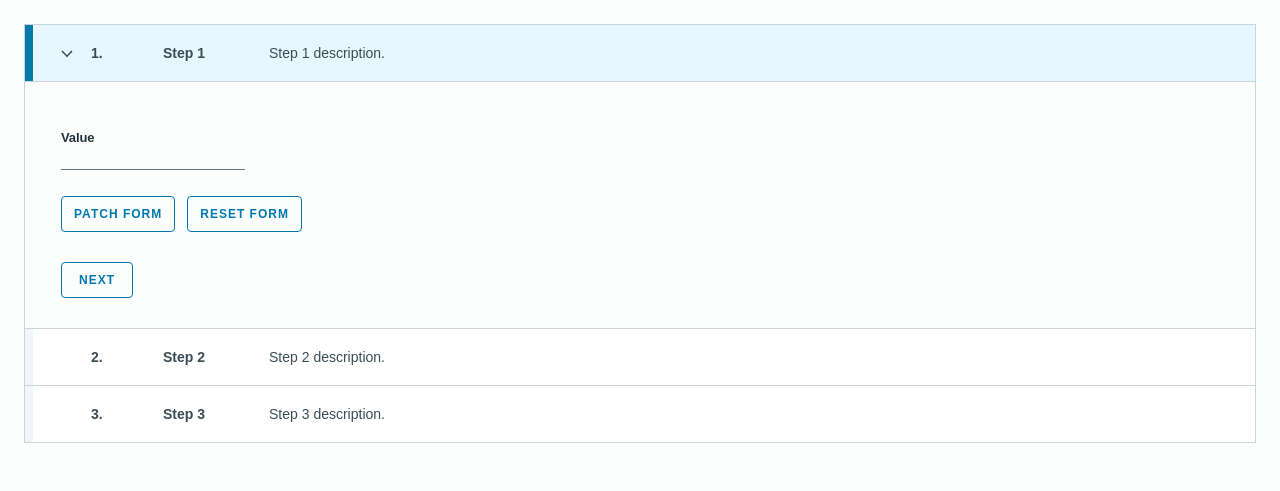 1. Step 1 Step 1 description.
Value
PATCH FORM RESET FORM
NEXT
2. Step 2 Step 2 description.
3. Step 3 Step 3 description.